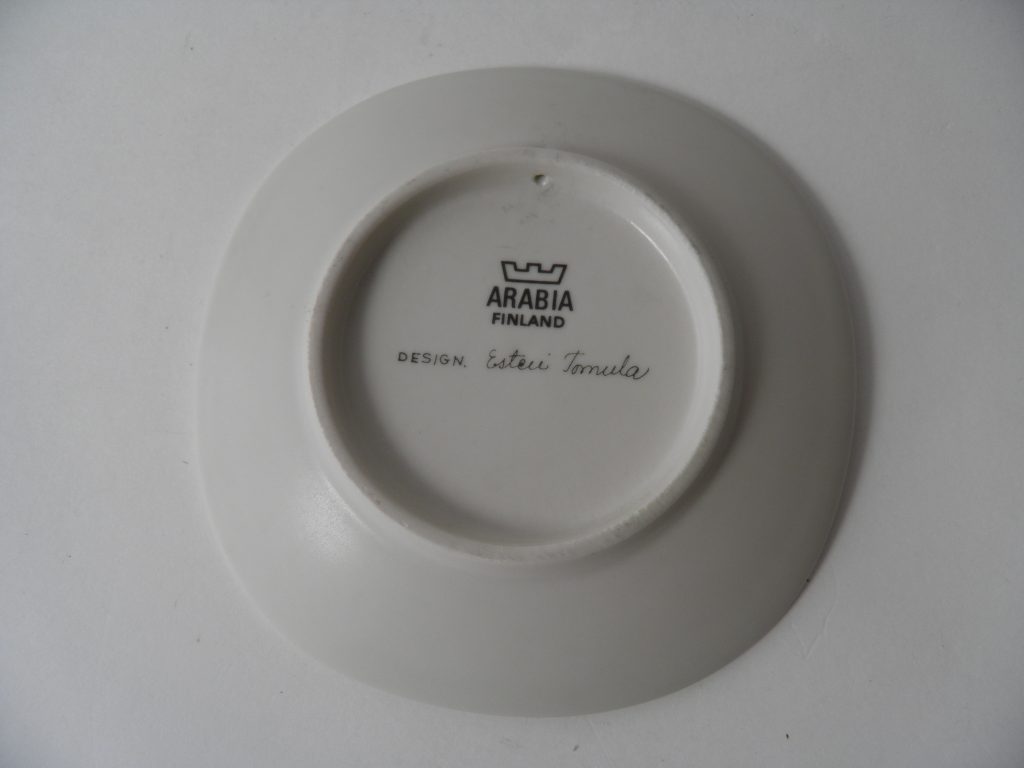 ARABIA
FINLAND
DESIGN. Esteri Tomula